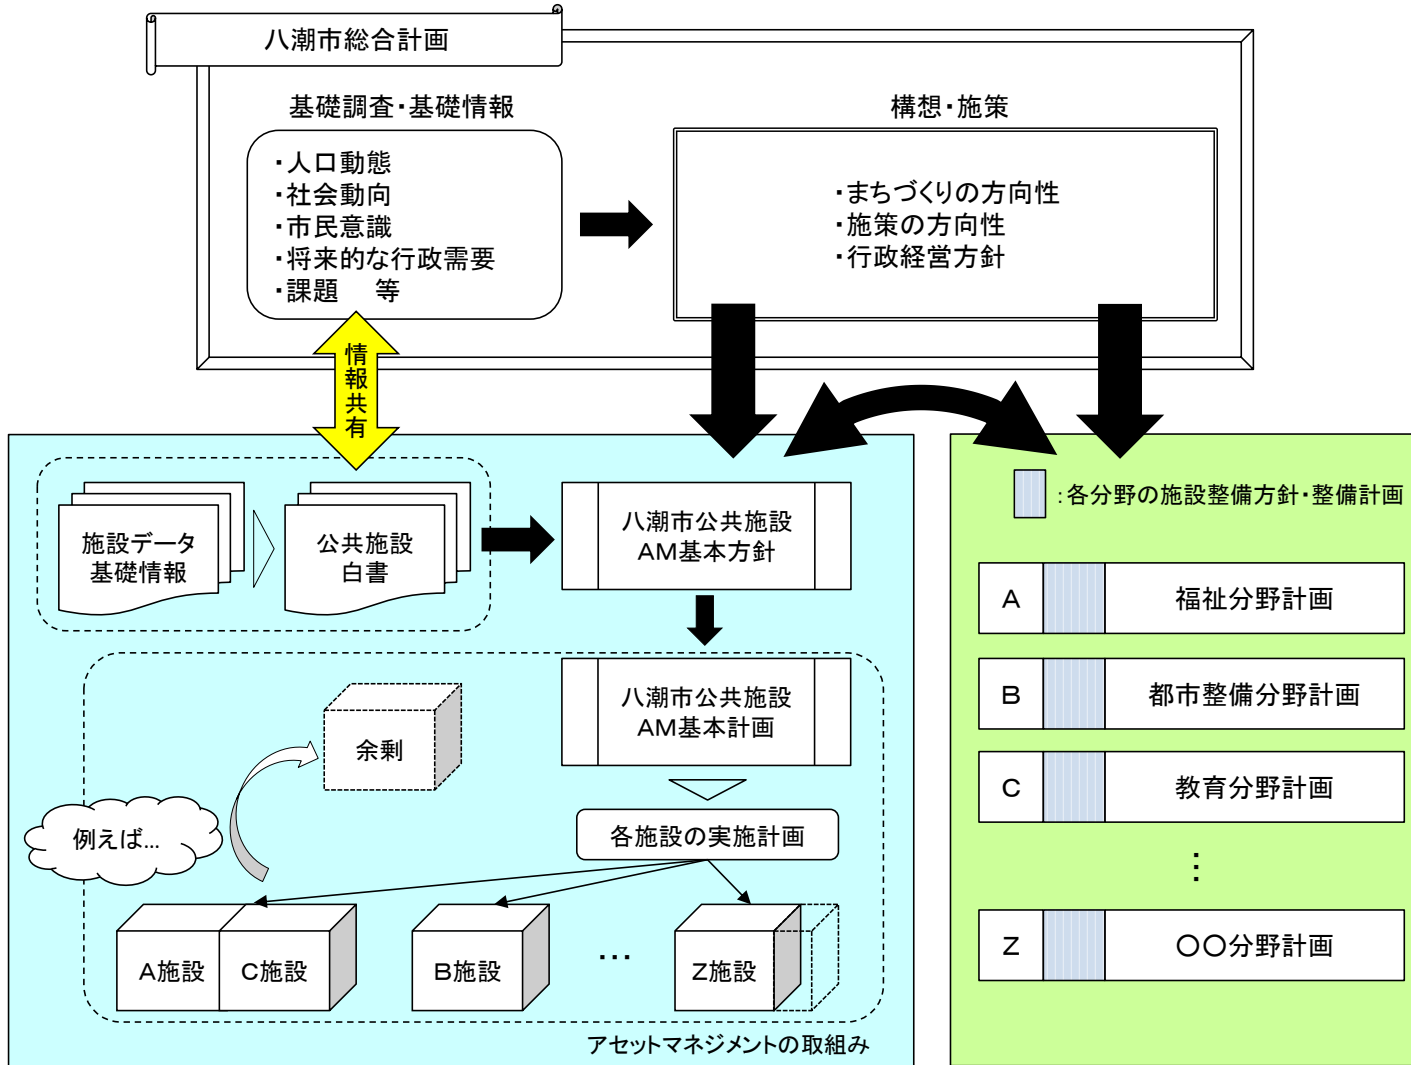 八潮市総合計画
基礎調査・基礎情報
・人口動態
・社会動向
・市民意識
・将来的な行政需要
・課題　等
構想・施策
・まちづくりの方向性
・施策の方向性
・行政経営方針
情報共有
施設データ
基礎情報
公共施設
白書
八潮市公共施設
AM基本方針
八潮市公共施設
AM基本計画
余剰
例えば...
各施設の実施計画
A施設
C施設
B施設
…
Z施設
アセットマネジメントの取組み
：各分野の施設整備方針・整備計画
A 福祉分野計画
B 都市整備分野計画
C 教育分野計画
⋮
Z 〇〇分野計画